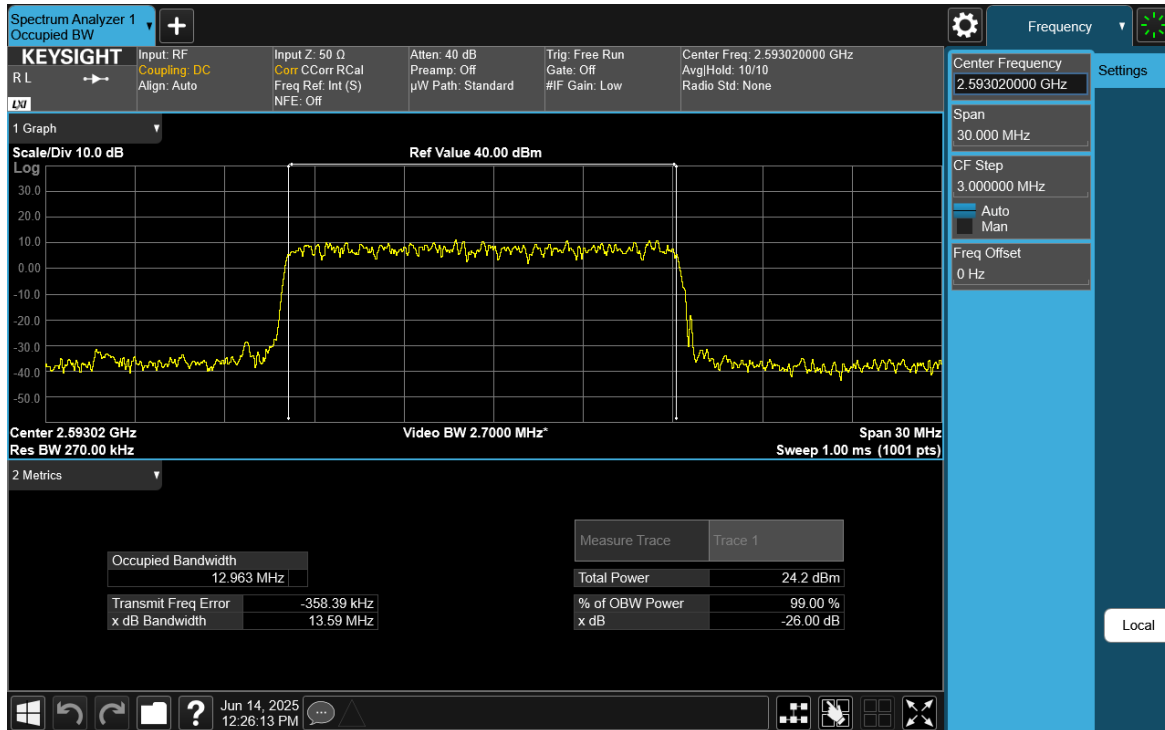 Spectrum Analyzer 1
Occupied BW
Frequency
KEYSIGHT
R L
LXI
Input: RF
Coupling: DC
Align: Auto
Input Z: 50 Ω
Corr CCorr RCal
Freq Ref: Int (S)
NFE: Off
Atten: 40 dB
Preamp: Off
µW Path: Standard
Trig: Free Run
Gate: Off
#IF Gain: Low
Center Freq: 2.593020000 GHz
Avg|Hold: 10/10
Radio Std: None
Center Frequency
2.593020000 GHz
Settings
Span
30.000 MHz
CF Step
3.000000 MHz
Auto
Man
Freq Offset
0 Hz
Local
1 Graph
Scale/Div 10.0 dB
Ref Value 40.00 dBm
Log
30.0
20.0
10.0
0.00
-10.0
-20.0
-30.0
-40.0
-50.0
Center 2.59302 GHz
Video BW 2.7000 MHz*
Span 30 MHz
Res BW 270.00 kHz
Sweep 1.00 ms (1001 pts)
2 Metrics
Measure Trace Trace 1
Occupied Bandwidth
12.963 MHz
Total Power 24.2 dBm
Transmit Freq Error -358.39 kHz
% of OBW Power 99.00 %
x dB Bandwidth 13.59 MHz
x dB -26.00 dB
?
Jun 14, 2025
12:26:13 PM